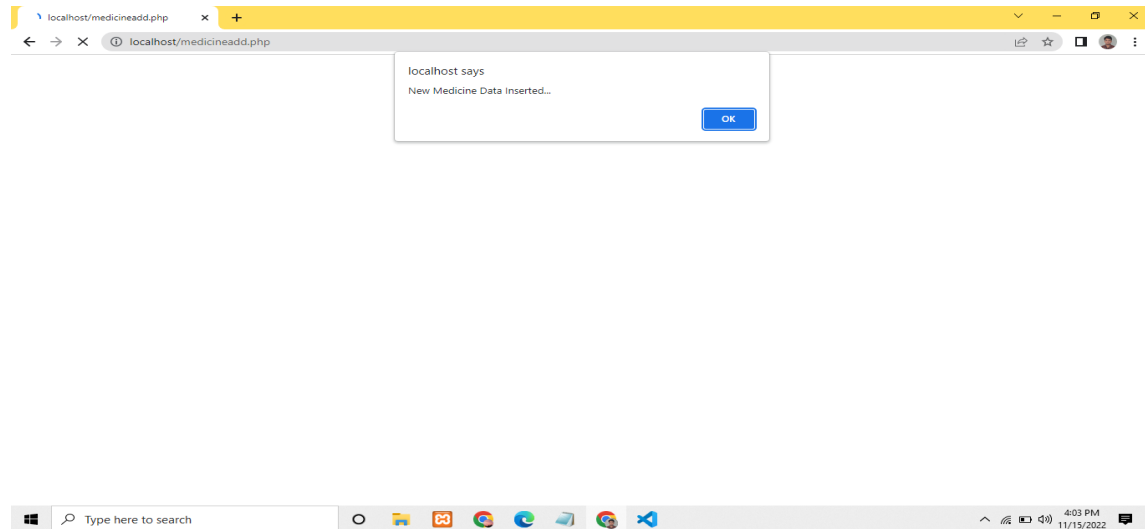 localhost/medicineadd.php
localhost/medicineadd.php
localhost says
New Medicine Data Inserted...
OK
Type here to search
4:03 PM
11/15/2022